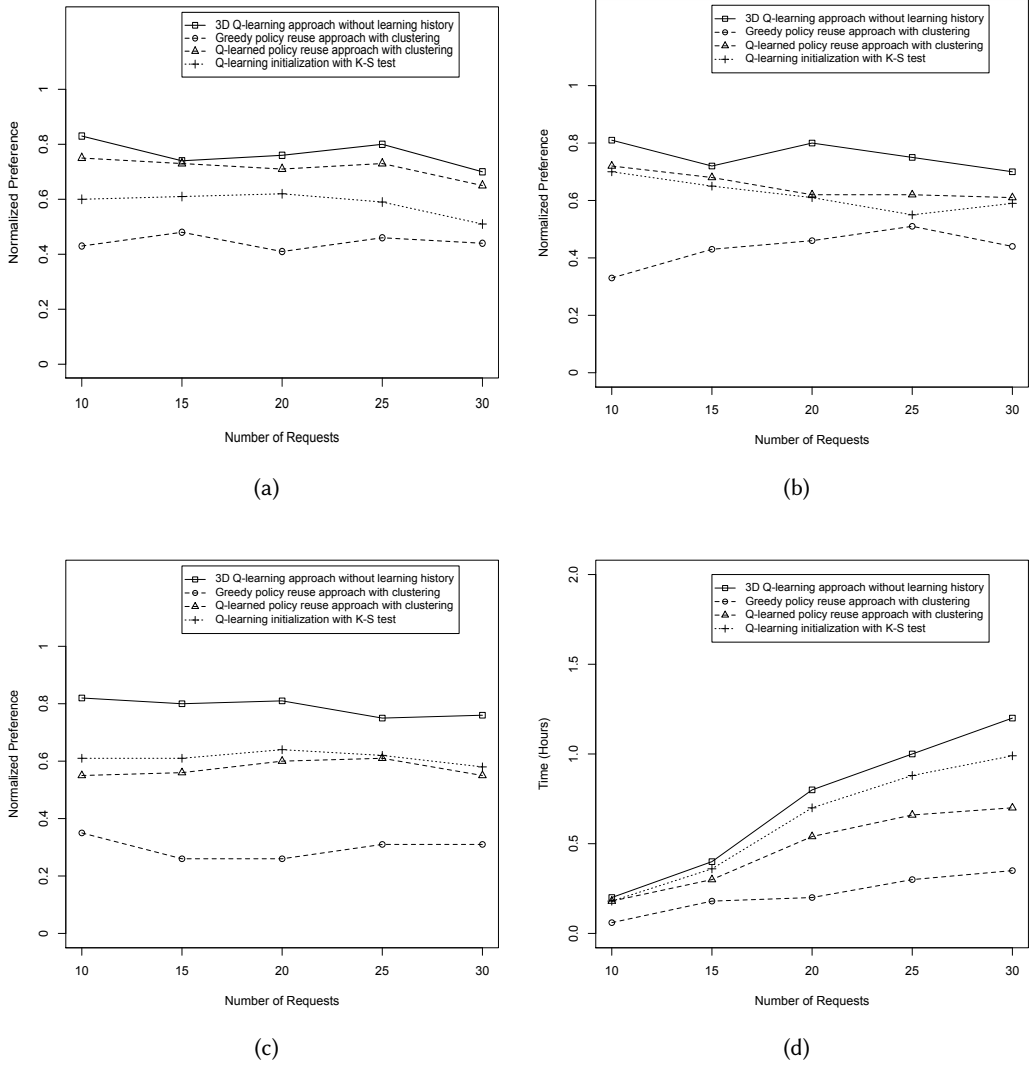 3D Q-learning approach without learning history
Greedy policy reuse approach with clustering
Q-learned policy reuse approach with clustering
Q-learning initialization with K-S test
Normalized Preference
1
0.8
0.6
0.4
0.2
0
10 15 20 25 30
Number of Requests
(a)
3D Q-learning approach without learning history
Greedy policy reuse approach with clustering
Q-learned policy reuse approach with clustering
Q-learning initialization with K-S test
Normalized Preference
1
0.8
0.6
0.4
0.2
0
10 15 20 25 30
Number of Requests
(b)
3D Q-learning approach without learning history
Greedy policy reuse approach with clustering
Q-learned policy reuse approach with clustering
Q-learning initialization with K-S test
Normalized Preference
1
0.8
0.6
0.4
0.2
0
10 15 20 25 30
Number of Requests
(c)
3D Q-learning approach without learning history
Greedy policy reuse approach with clustering
Q-learned policy reuse approach with clustering
Q-learning initialization with K-S test
Time (Hours)
2.0
1.5
1.0
0.5
0.0
10 15 20 25 30
Number of Requests
(d)